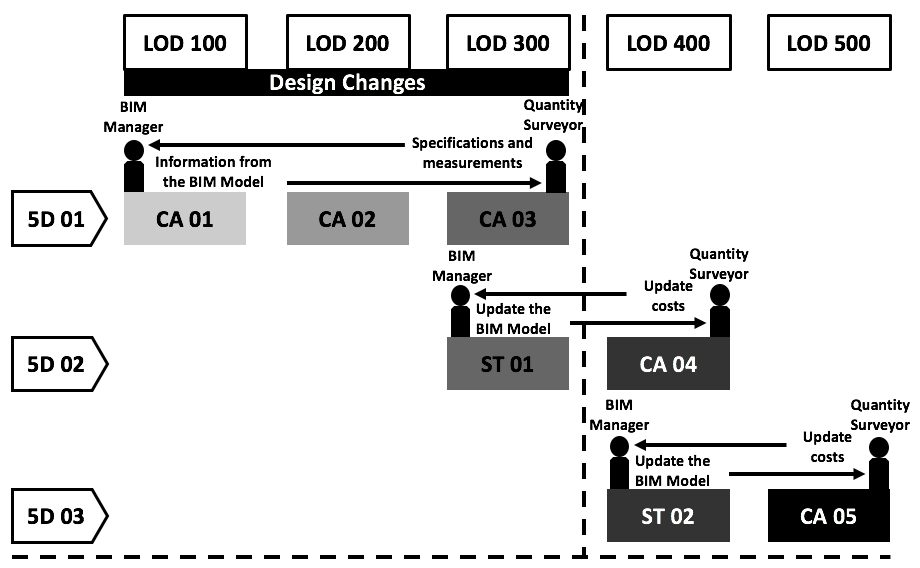 LOD 100
LOD 200
LOD 300
LOD 400
LOD 500
Design Changes
BIM
Manager
Quantity
Surveyor
Specifications and
measurements
Information from
the BIM Model
5D 01
CA 01
CA 02
CA 03
BIM
Manager
Quantity
Surveyor
Update
costs
Update the
BIM Model
5D 02
ST 01
CA 04
BIM
Manager
Quantity
Surveyor
Update
costs
Update the
BIM Model
5D 03
ST 02
CA 05